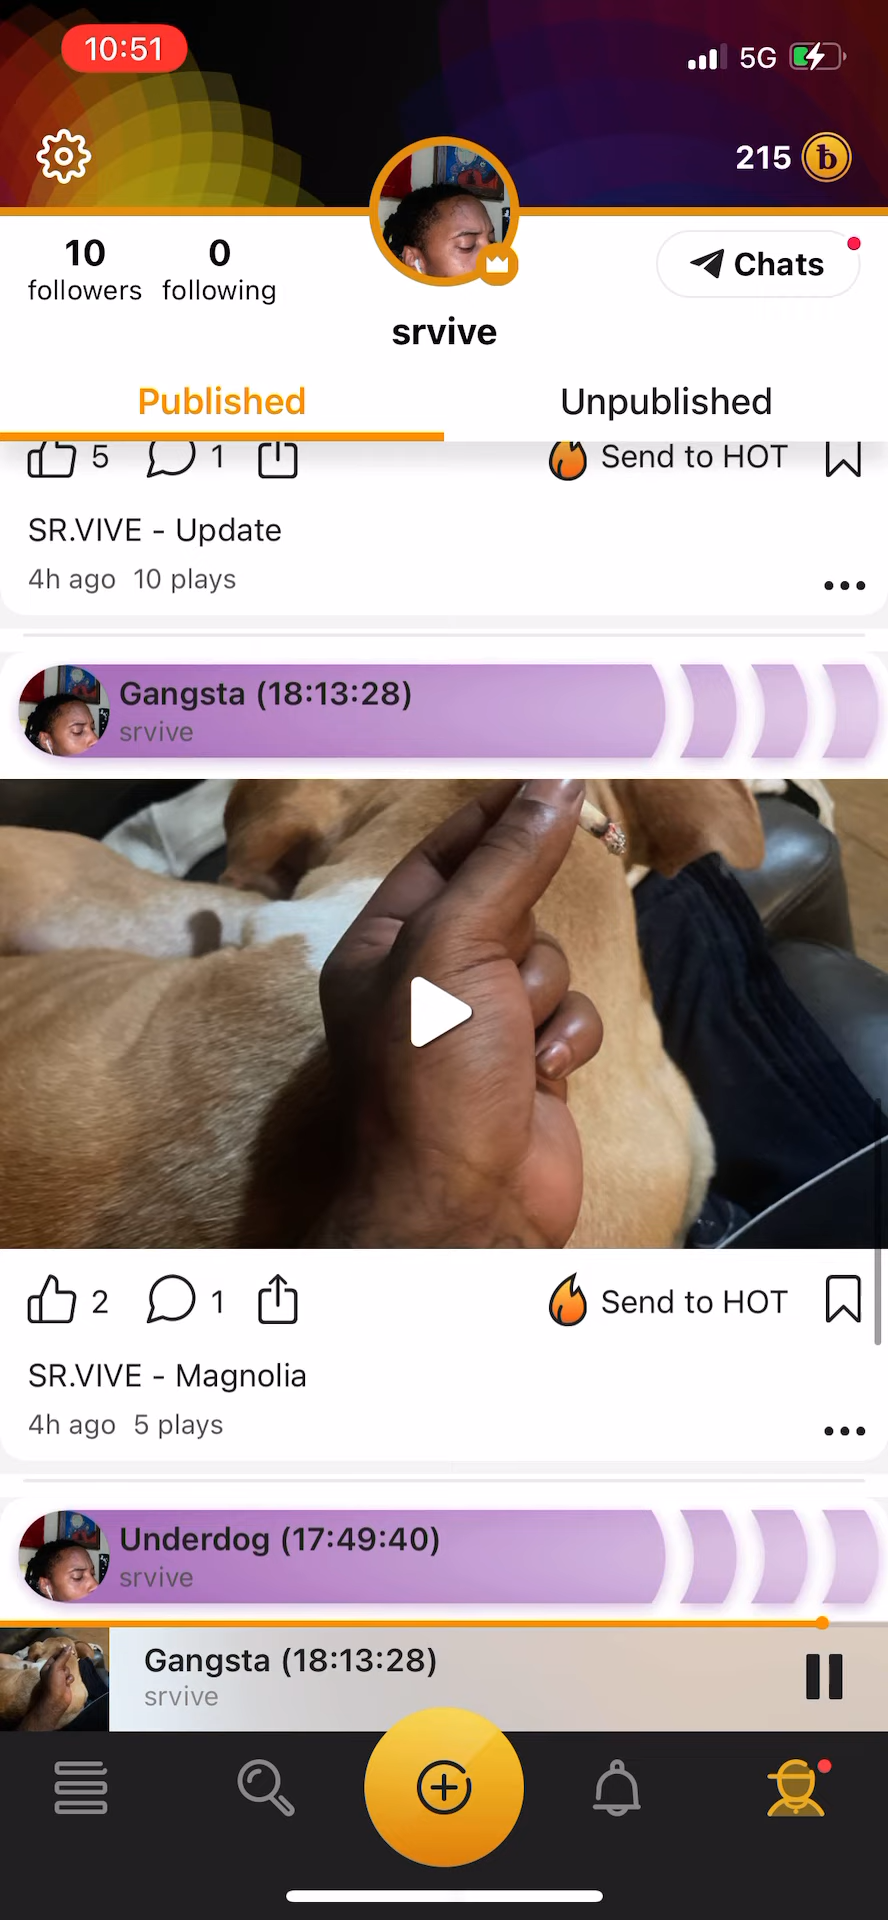 10:51
5G
215
10
followers
0
following
Chats
srvive
Published
Unpublished
5
1
Send to HOT
SR.VIVE - Update
4h ago 10 plays
Gangsta (18:13:28)
srvive
2
1
Send to HOT
SR.VIVE - Magnolia
4h ago 5 plays
Underdog (17:49:40)
srvive
Gangsta (18:13:28)
srvive